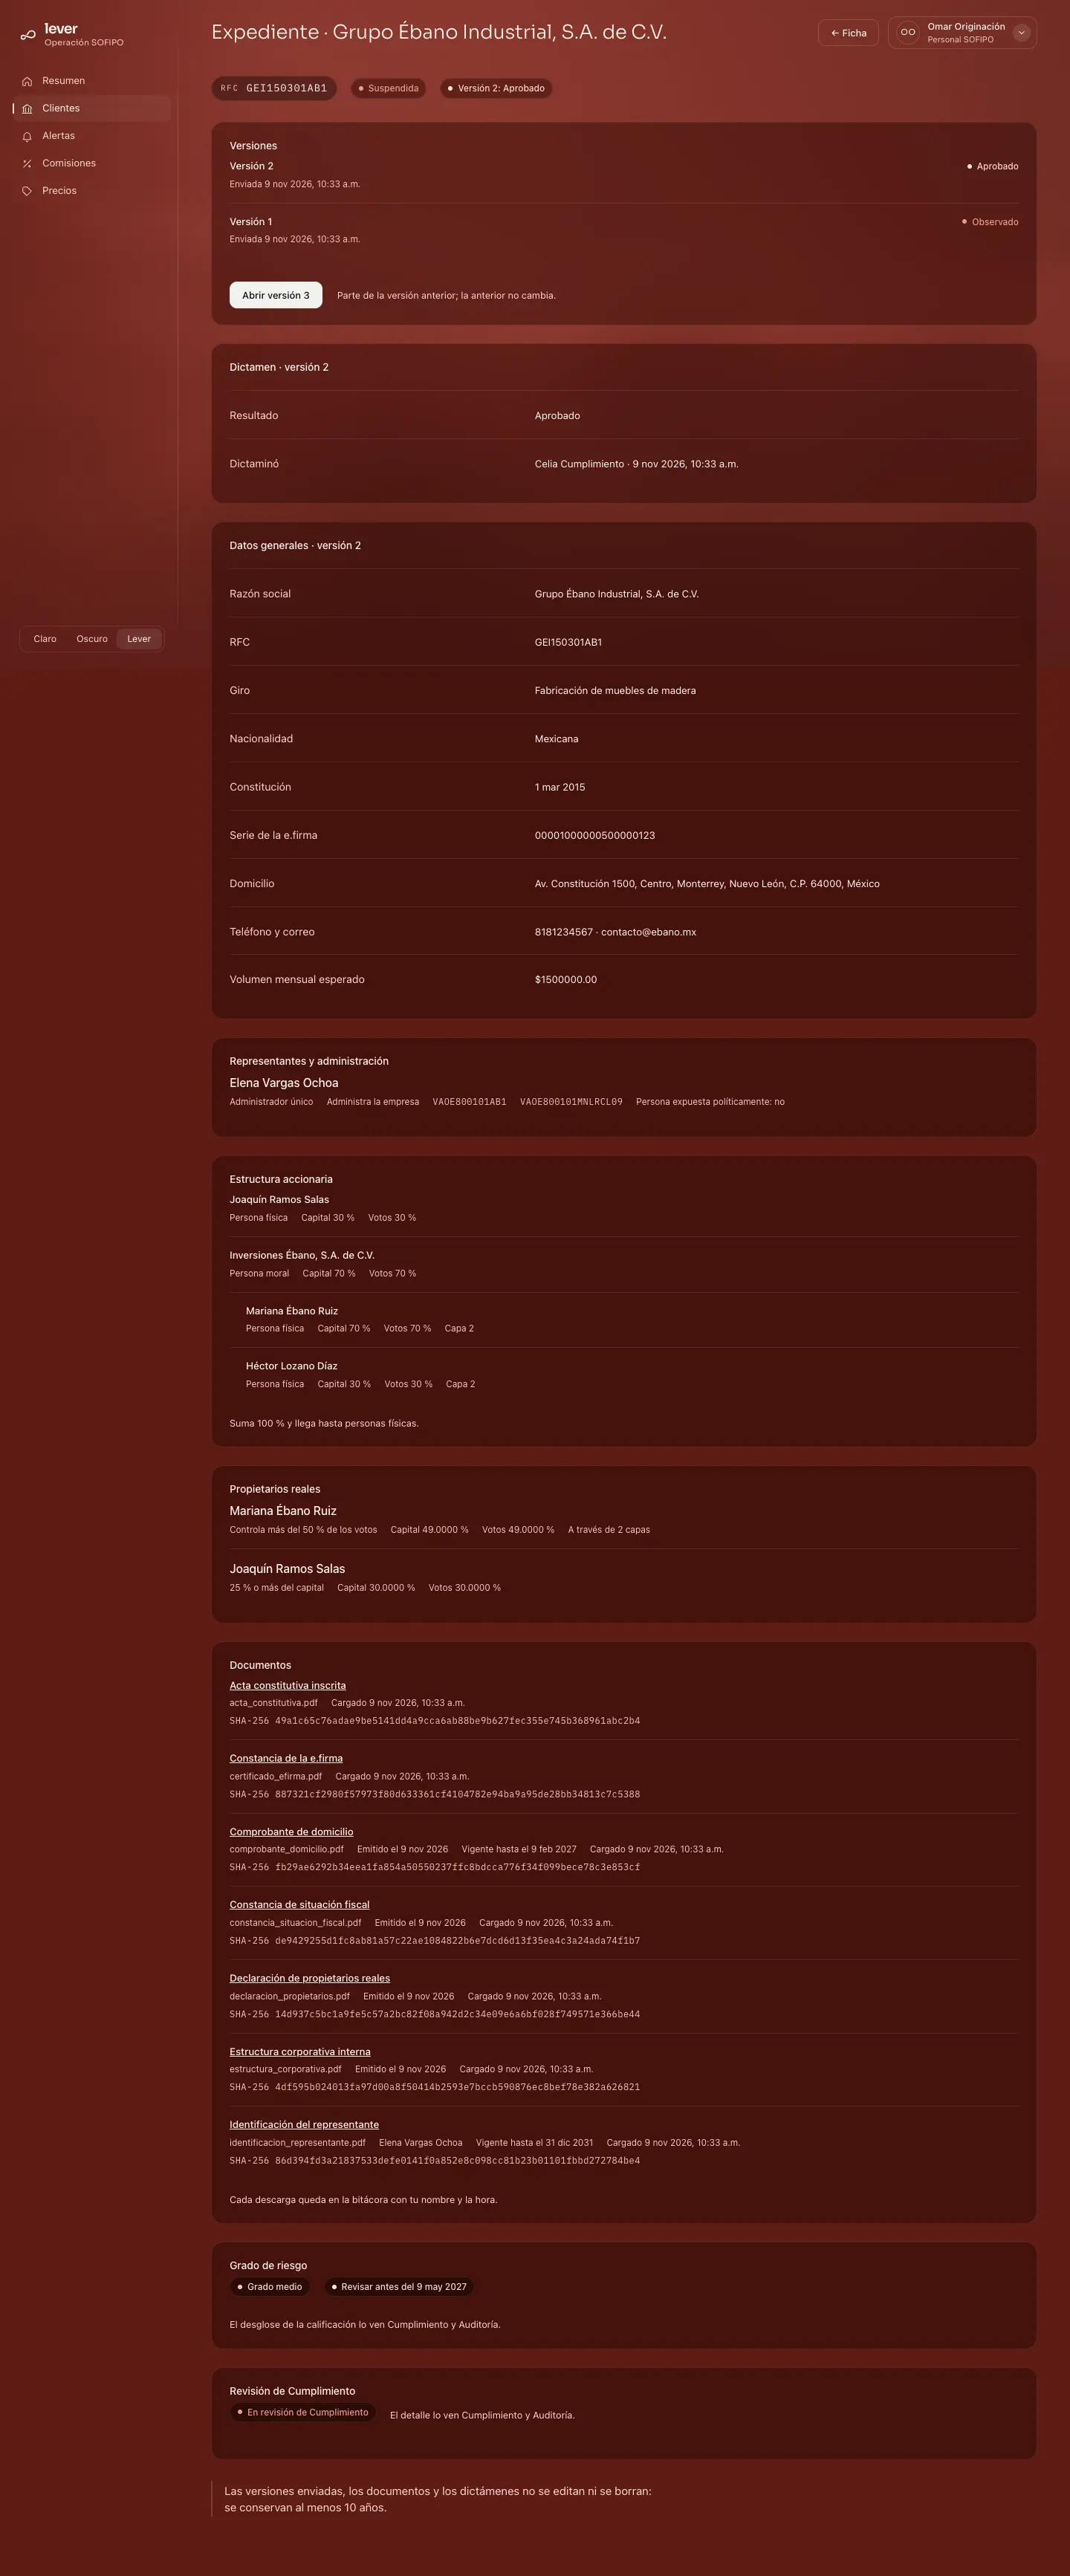 lever
Operación SOFIPO
Resumen
Clientes
Alertas
Comisiones
Precios
Claro Oscuro Lever
Expediente · Grupo Ébano Industrial, S.A. de C.V.
← Ficha
OO
Omar Originación
Personal SOFIPO
RFC GEI150301AB1
Suspendida
Versión 2: Aprobado
Versiones
Versión 2
Aprobado
Enviada 9 nov 2026, 10:33 a.m.
Versión 1
Observado
Enviada 9 nov 2026, 10:33 a.m.
Abrir versión 3
Parte de la versión anterior; la anterior no cambia.
Dictamen · versión 2
Resultado Aprobado
Dictaminó Celia Cumplimiento · 9 nov 2026, 10:33 a.m.
Datos generales · versión 2
Razón social Grupo Ébano Industrial, S.A. de C.V.
RFC GEI150301AB1
Giro Fabricación de muebles de madera
Nacionalidad Mexicana
Constitución 1 mar 2015
Serie de la e.firma 00001000000500000123
Domicilio Av. Constitución 1500, Centro, Monterrey, Nuevo León, C.P. 64000, México
Teléfono y correo 8181234567 · contacto@ebano.mx
Volumen mensual esperado $1500000.00
Representantes y administración
Elena Vargas Ochoa
Administrador único Administra la empresa VAOE800101AB1 VAOE800101MNLRCL09 Persona expuesta políticamente: no
Estructura accionaria
Joaquín Ramos Salas
Persona física Capital 30 % Votos 30 %
Inversiones Ébano, S.A. de C.V.
Persona moral Capital 70 % Votos 70 %
Mariana Ébano Ruiz
Persona física Capital 70 % Votos 70 % Capa 2
Héctor Lozano Díaz
Persona física Capital 30 % Votos 30 % Capa 2
Suma 100 % y llega hasta personas físicas.
Propietarios reales
Mariana Ébano Ruiz
Controla más del 50 % de los votos Capital 49.0000 % Votos 49.0000 % A través de 2 capas
Joaquín Ramos Salas
25 % o más del capital Capital 30.0000 % Votos 30.0000 %
Documentos
Acta constitutiva inscrita
acta_constitutiva.pdf Cargado 9 nov 2026, 10:33 a.m.
SHA-256 49a1c65c76adae9be5141dd4a9cca6ab88be9b627fec355e745b368961abc2b4
Constancia de la e.firma
certificado_efirma.pdf Cargado 9 nov 2026, 10:33 a.m.
SHA-256 887321cf2980f57973f80d633361cf4104782e94ba9a95de28bb34813c7c5388
Comprobante de domicilio
comprobante_domicilio.pdf Emitido el 9 nov 2026 Vigente hasta el 9 feb 2027 Cargado 9 nov 2026, 10:33 a.m.
SHA-256 fb29ae6292b34eea1fa854a50550237ffc8bdcca776f34f099bece78c3e853cf
Constancia de situación fiscal
constancia_situacion_fiscal.pdf Emitido el 9 nov 2026 Cargado 9 nov 2026, 10:33 a.m.
SHA-256 de9429255d1fc8ab81a57c22ae1084822b6e7dcd6d13f35ea4c3a24ada74f1b7
Declaración de propietarios reales
declaracion_propietarios.pdf Emitido el 9 nov 2026 Cargado 9 nov 2026, 10:33 a.m.
SHA-256 14d937c5bc1a9fe5c57a2bc82f08a942d2c34e09e6a6bf028f749571e366be44
Estructura corporativa interna
estructura_corporativa.pdf Emitido el 9 nov 2026 Cargado 9 nov 2026, 10:33 a.m.
SHA-256 4df595b024013fa97d00a8f50414b2593e7bccb590876ec8bef78e382a626821
Identificación del representante
identificacion_representante.pdf Elena Vargas Ochoa Vigente hasta el 31 dic 2031 Cargado 9 nov 2026, 10:33 a.m.
SHA-256 86d394fd3a21837533defe0141f0a852e8c098cc81b23b01101fbbd272784be4
Cada descarga queda en la bitácora con tu nombre y la hora.
Grado de riesgo
Grado medio
Revisar antes del 9 may 2027
El desglose de la calificación lo ven Cumplimiento y Auditoría.
Revisión de Cumplimiento
En revisión de Cumplimiento
El detalle lo ven Cumplimiento y Auditoría.
Las versiones enviadas, los documentos y los dictámenes no se editan ni se borran:
se conservan al menos 10 años.